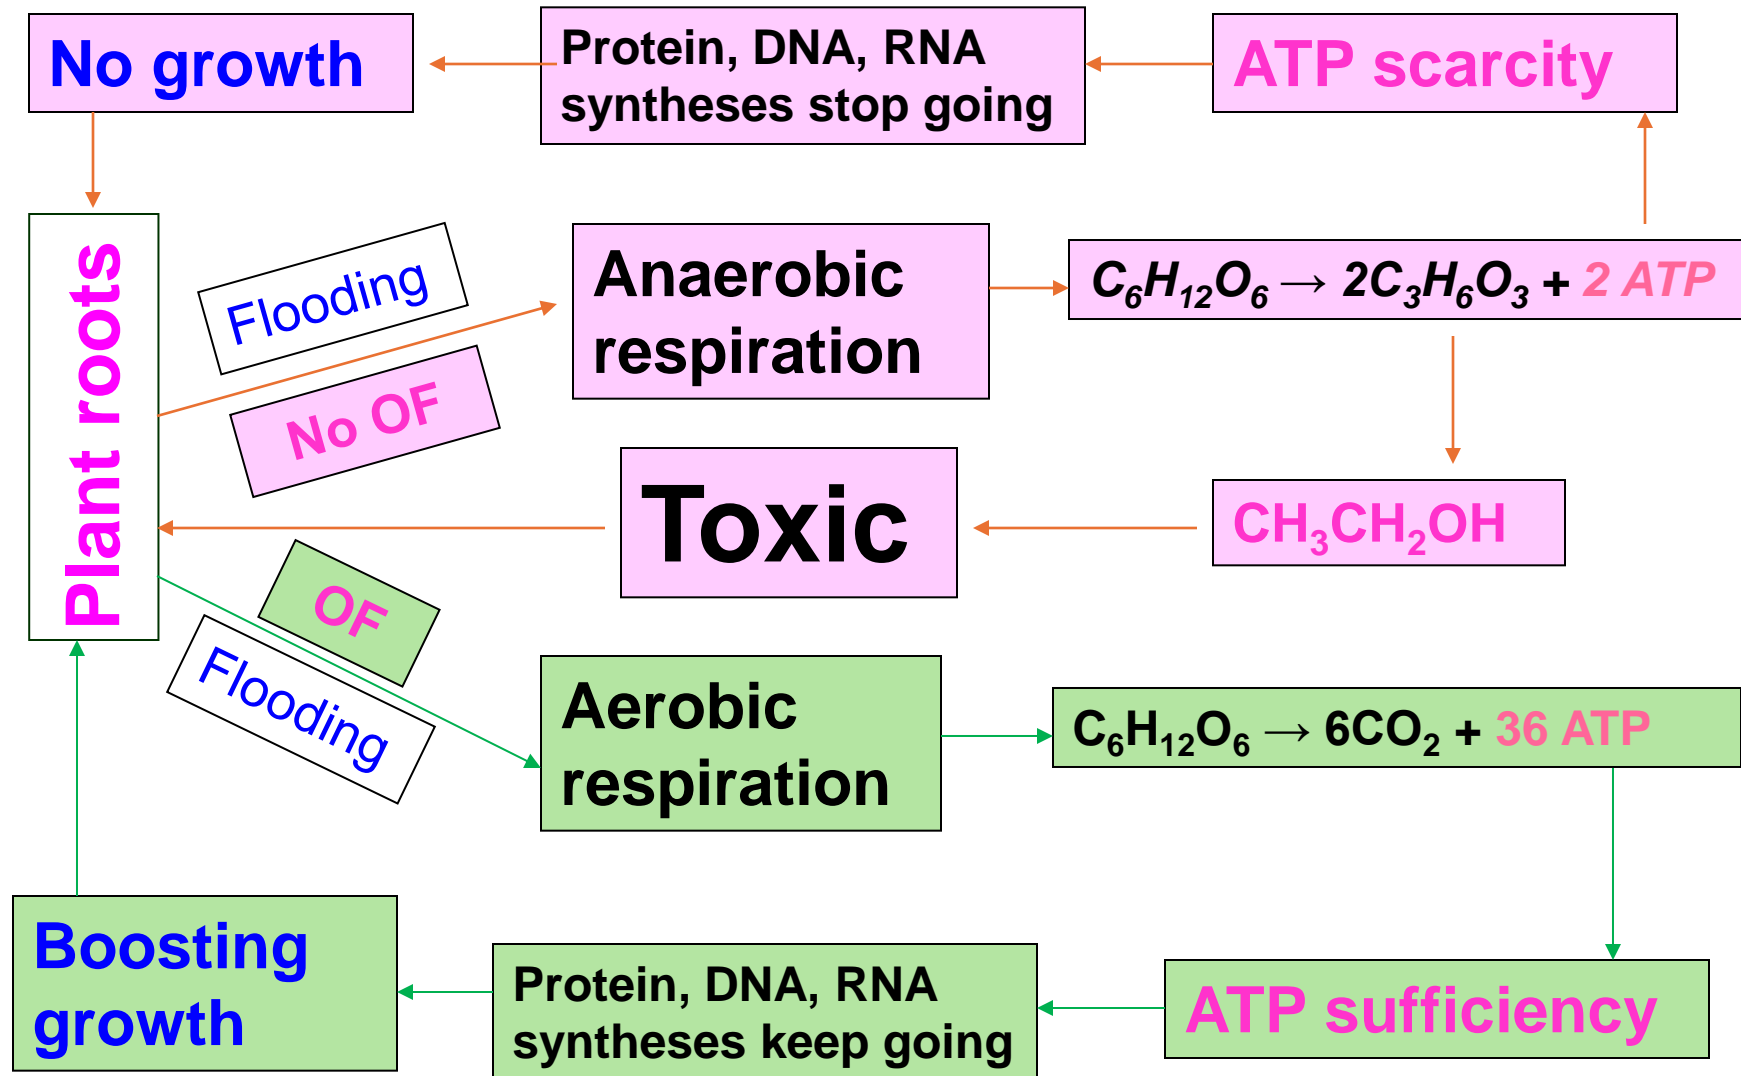 No growth
Protein, DNA, RNA
syntheses stop going
ATP scarcity
Plant roots
Flooding
No OF
Anaerobic
respiration
C₆H₁₂O₆ → 2C₃H₆O₃ + 2 ATP
Toxic
CH₃CH₂OH
OF
Flooding
Aerobic
respiration
C₆H₁₂O₆ → 6CO₂ + 36 ATP
Boosting
growth
Protein, DNA, RNA
syntheses keep going
ATP sufficiency